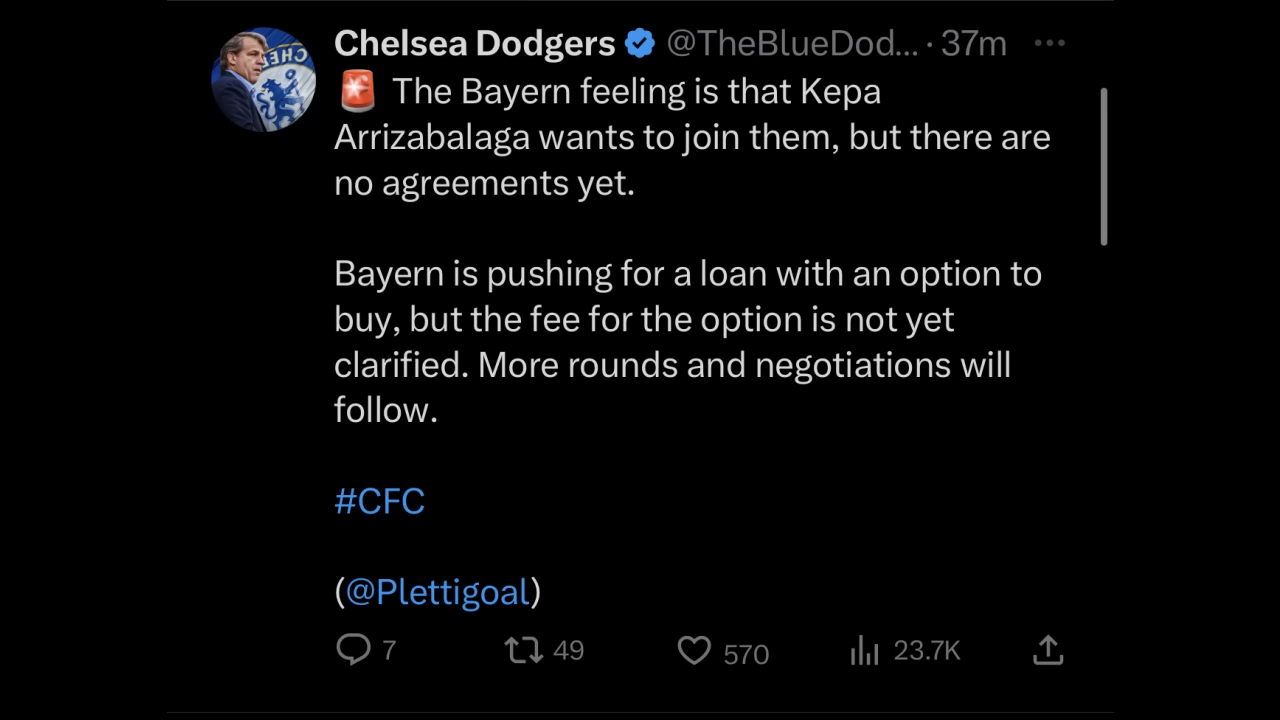 Chelsea Dodgers @TheBlueDod... · 37m ...
🚨 The Bayern feeling is that Kepa
Arrizabalaga wants to join them, but there are
no agreements yet.
Bayern is pushing for a loan with an option to
buy, but the fee for the option is not yet
clarified. More rounds and negotiations will
follow.
#CFC
(@Plettigoal)
7 49 570 23.7K